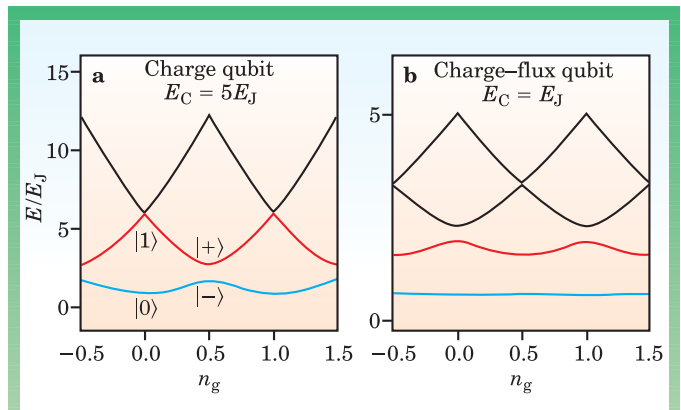 a Charge qubit
E_C = 5E_J
15
10
5
0
E/E_J
|1⟩
|+⟩
|0⟩
|−⟩
−0.5 0.0 0.5 1.0 1.5
n_g
b Charge–flux qubit
E_C = E_J
5
0
−0.5 0.0 0.5 1.0 1.5
n_g